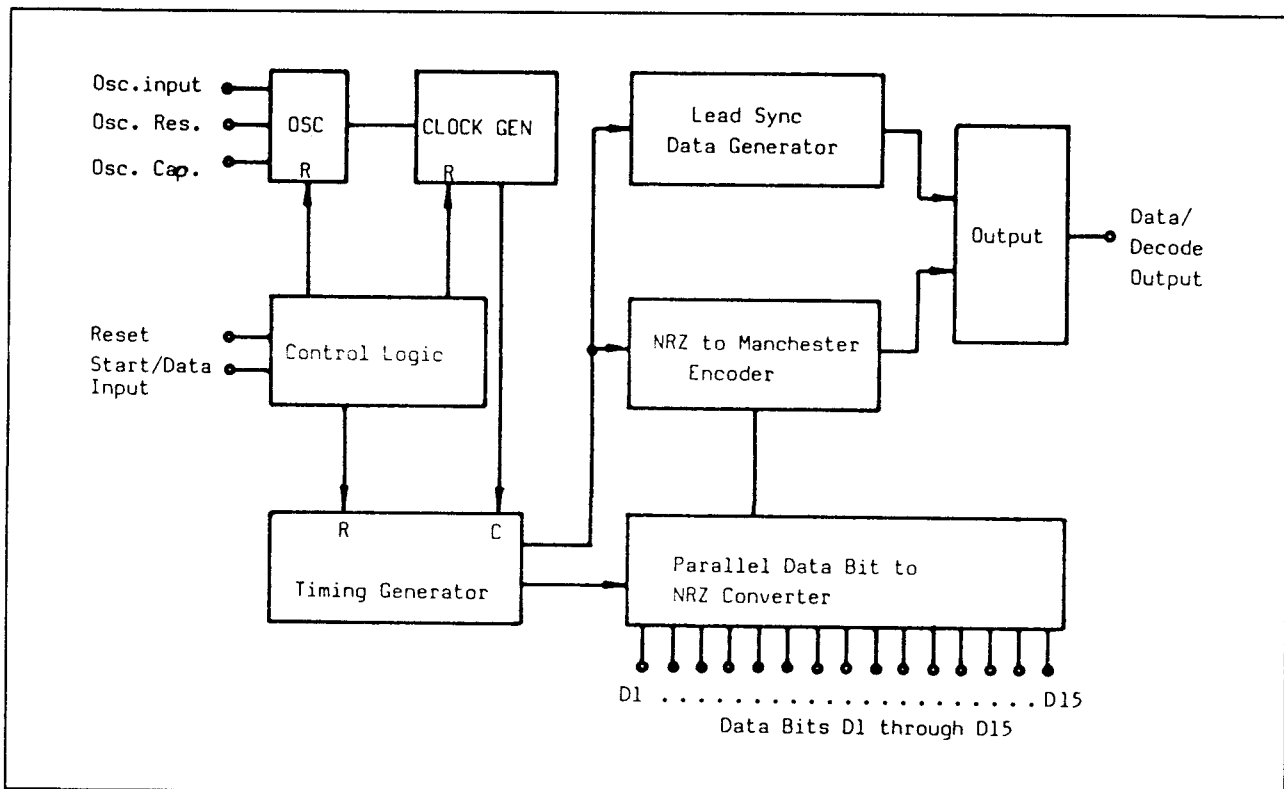 Osc.input
Osc. Res.
Osc. Cap.
OSC
R
CLOCK GEN
R
Lead Sync
Data Generator
Output
Data/
Decode
Output
Reset
Start/Data
Input
Control Logic
NRZ to Manchester
Encoder
R
C
Timing Generator
Parallel Data Bit to
NRZ Converter
D1 . . . . . . . . . . . . . . . . . . . . . . D15
Data Bits D1 through D15